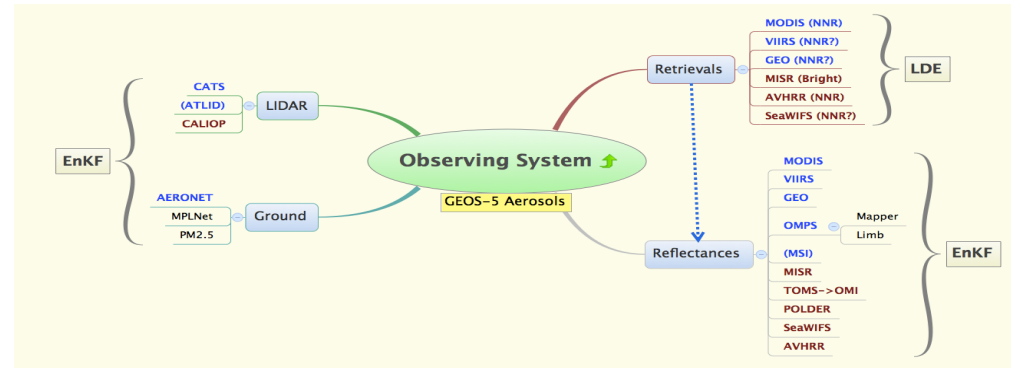 Observing System
GEOS-5 Aerosols
LIDAR
CATS
(ATLID)
CALIOP
Ground
AERONET
MPLNet
PM2.5
EnKF
Retrievals
MODIS (NNR)
VIIRS (NNR?)
GEO (NNR?)
MISR (Bright)
AVHRR (NNR)
SeaWIFS (NNR?)
LDE
Reflectances
MODIS
VIIRS
GEO
OMPS
Mapper
Limb
(MSI)
MISR
TOMS->OMI
POLDER
SeaWIFS
AVHRR
EnKF